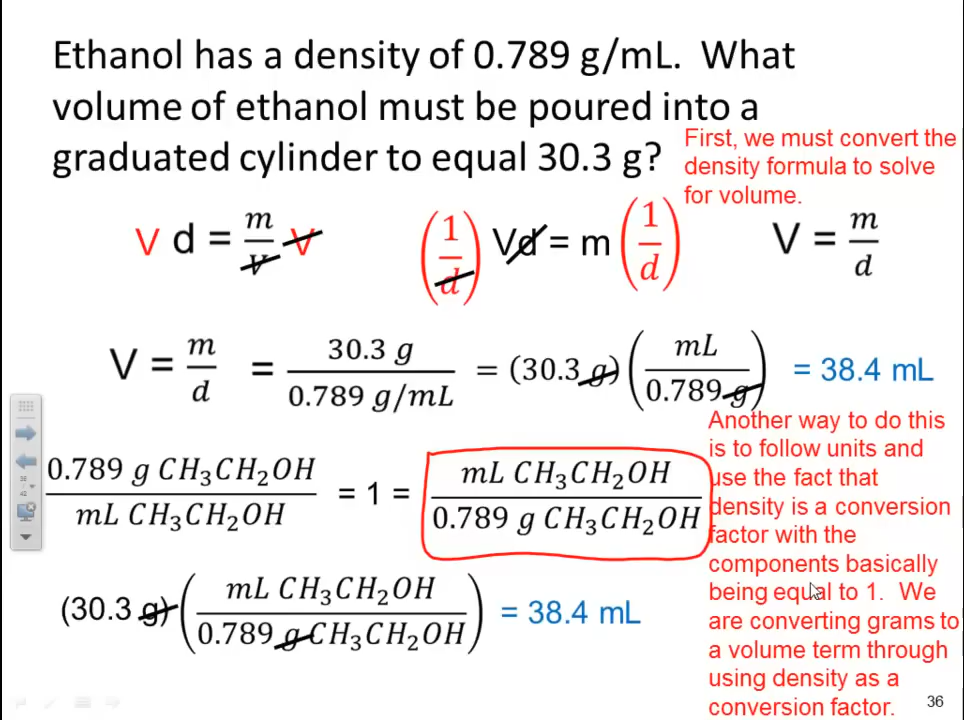 Ethanol has a density of 0.789 g/mL. What
volume of ethanol must be poured into a
graduated cylinder to equal 30.3 g?
First, we must convert the
density formula to solve
for volume.
V d = m/V V
(1/d) Vd = m (1/d)
V = m/d
V = m/d = 30.3 g / 0.789 g/mL = (30.3 g)(mL / 0.789 g) = 38.4 mL
0.789 g CH₃CH₂OH / mL CH₃CH₂OH = 1 = mL CH₃CH₂OH / 0.789 g CH₃CH₂OH
(30.3 g)(mL CH₃CH₂OH / 0.789 g CH₃CH₂OH) = 38.4 mL
Another way to do this
is to follow units and
use the fact that
density is a conversion
factor with the
components basically
being equal to 1. We
are converting grams to
a volume term through
using density as a
conversion factor.
36